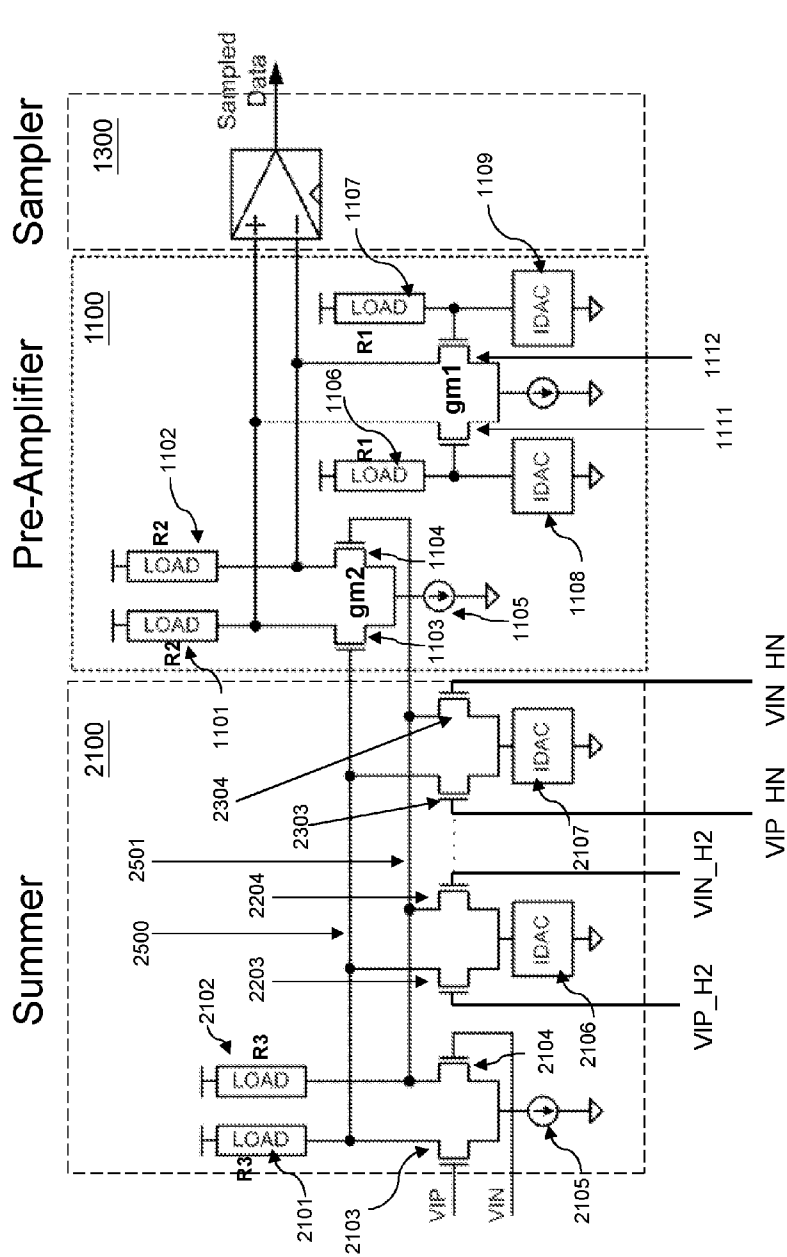 Summer
Pre-Amplifier
Sampler
2100
1100
1300
Sampled
Data
2101
R3
LOAD
2102
R3
LOAD
2500
2501
2103
2104
2105
VIP
VIN
2203
2204
IDAC
2106
VIP_H2
VIN_H2
2303
2304
IDAC
2107
VIP_HN
VIN_HN
1101
R2
LOAD
1102
R2
LOAD
gm2
1103
1104
1105
1106
R1
LOAD
1107
R1
LOAD
gm1
IDAC
1108
IDAC
1109
1111
1112
+
−